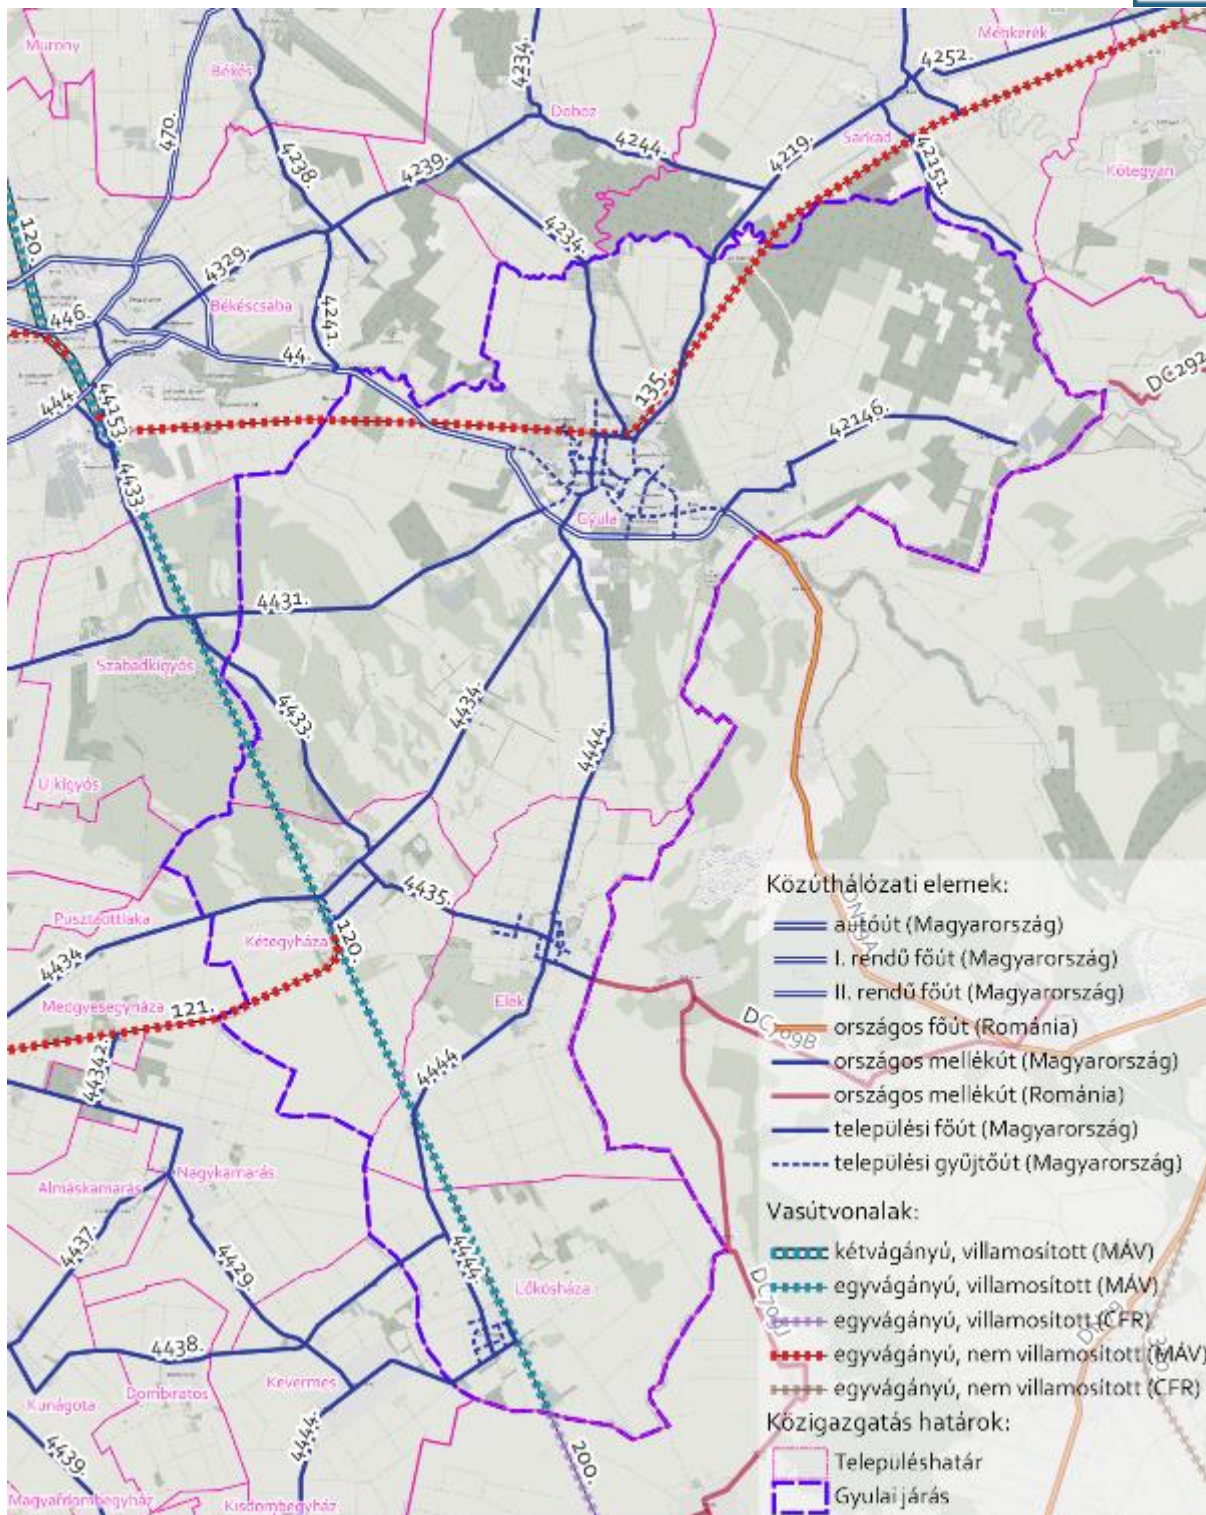 Murony
Békés
4234.
Méhkerék
4252.
470.
Doboz
4238.
4239.
4244.
4219.
Sarkad
42151.
Kötegyán
120.
4234.
4329.
Békéscsaba
4241.
446.
44.
135.
DC292
444.
44153.
42146.
4433.
Gyula
4431.
Szabadkígyós
4433.
4434.
4444.
Újkígyós
4435.
Pusztaottlaka
Kétegyháza
120.
4434
Medgyesegyháza
121.
Elek
DC709B
DN79A
44342.
4444
Almáskamarás
Nagykamarás
4437.
4429.
4444.
Lőkösháza
DC709J
4438.
Kunágota
Dombiratos
Kevermes
4439.
4444.
200.
Magyardombegyház
Kisdombegyház
Közúthálózati elemek:
autóút (Magyarország)
I. rendű főút (Magyarország)
II. rendű főút (Magyarország)
országos főút (Románia)
országos mellékút (Magyarország)
országos mellékút (Románia)
települési főút (Magyarország)
települési gyűjtőút (Magyarország)
Vasútvonalak:
kétvágányú, villamosított (MÁV)
egyvágányú, villamosított (MÁV)
egyvágányú, villamosított (CFR)
egyvágányú, nem villamosított (MÁV)
egyvágányú, nem villamosított (CFR)
Közigazgatás határok:
Településhatár
Gyulai járás